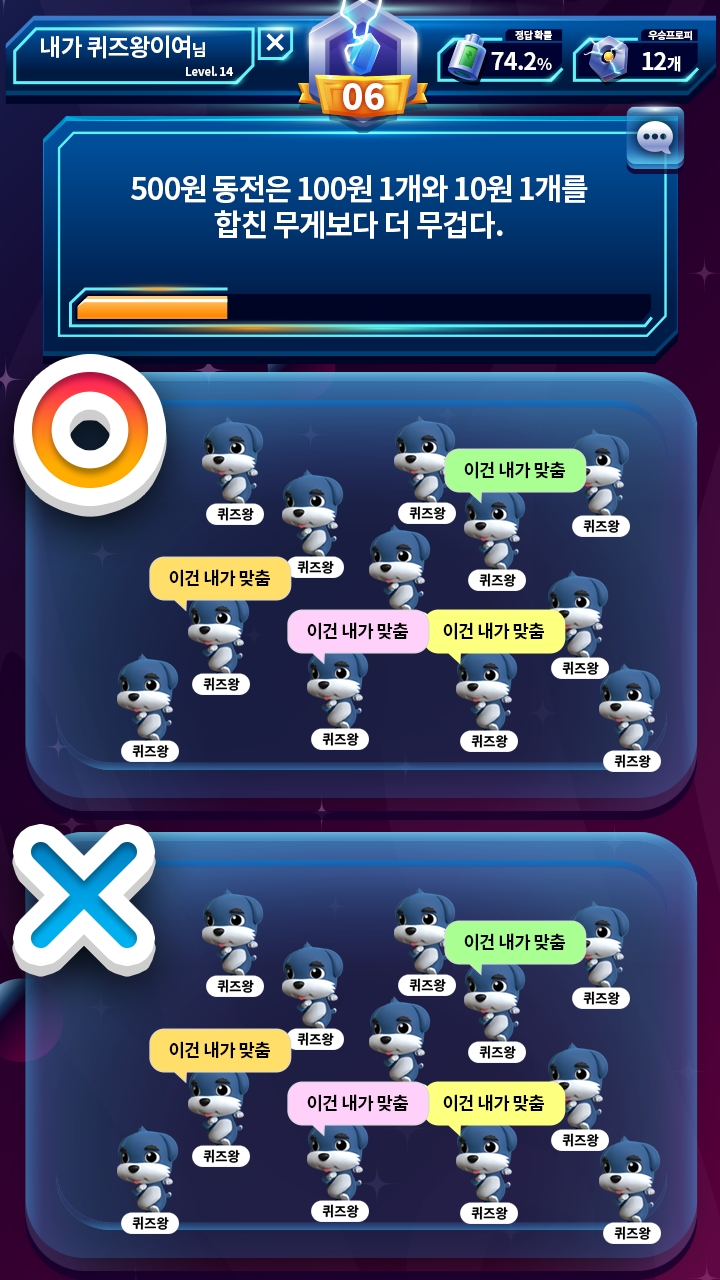 내가 퀴즈왕이여님
Level. 14
06
정답 확률
74.2%
우승트로피
12개
500원 동전은 100원 1개와 10원 1개를
합친 무게보다 더 무겁다.
퀴즈왕
퀴즈왕
이건 내가 맞춤
퀴즈왕
퀴즈왕
퀴즈왕
이건 내가 맞춤
이건 내가 맞춤
이건 내가 맞춤
퀴즈왕
퀴즈왕
퀴즈왕
퀴즈왕
퀴즈왕
퀴즈왕
퀴즈왕
퀴즈왕
이건 내가 맞춤
퀴즈왕
퀴즈왕
퀴즈왕
이건 내가 맞춤
이건 내가 맞춤
이건 내가 맞춤
퀴즈왕
퀴즈왕
퀴즈왕
퀴즈왕
퀴즈왕
퀴즈왕